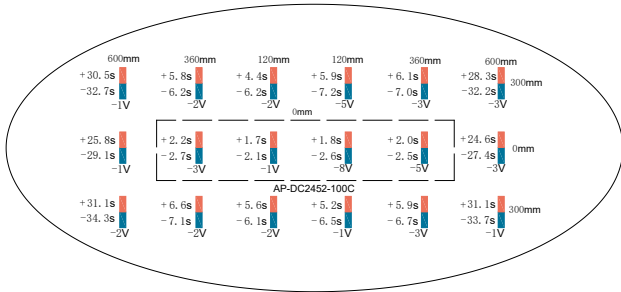 600mm 360mm 120mm 120mm 360mm 600mm
+30.5s +5.8s +4.4s +5.9s +6.1s +28.3s
300mm
-32.7s -6.2s -6.2s -7.2s -7.0s -32.2s
-1V -2V -2V -5V -3V -3V
0mm
+25.8s +2.2s +1.7s +1.8s +2.0s +24.6s
0mm
-29.1s -2.7s -2.1s -2.6s -2.5s -27.4s
-1V -3V -1V -8V -5V -3V
AP-DC2452-100C
+31.1s +6.6s +5.6s +5.2s +5.9s +31.1s
300mm
-34.3s -7.1s -6.1s -6.5s -6.7s -33.7s
-2V -2V -2V -1V -3V -1V